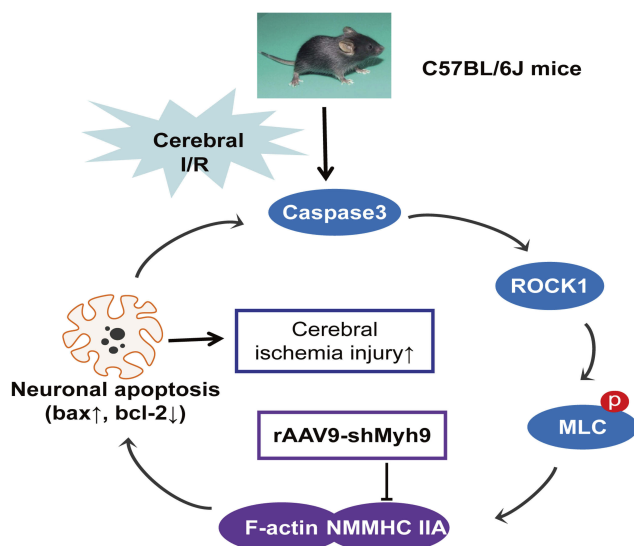 C57BL/6J mice
Cerebral
I/R
Caspase3
ROCK1
Cerebral
ischemia injury↑
Neuronal apoptosis
(bax↑, bcl-2↓)
p
MLC
rAAV9-shMyh9
F-actin NMMHC IIA